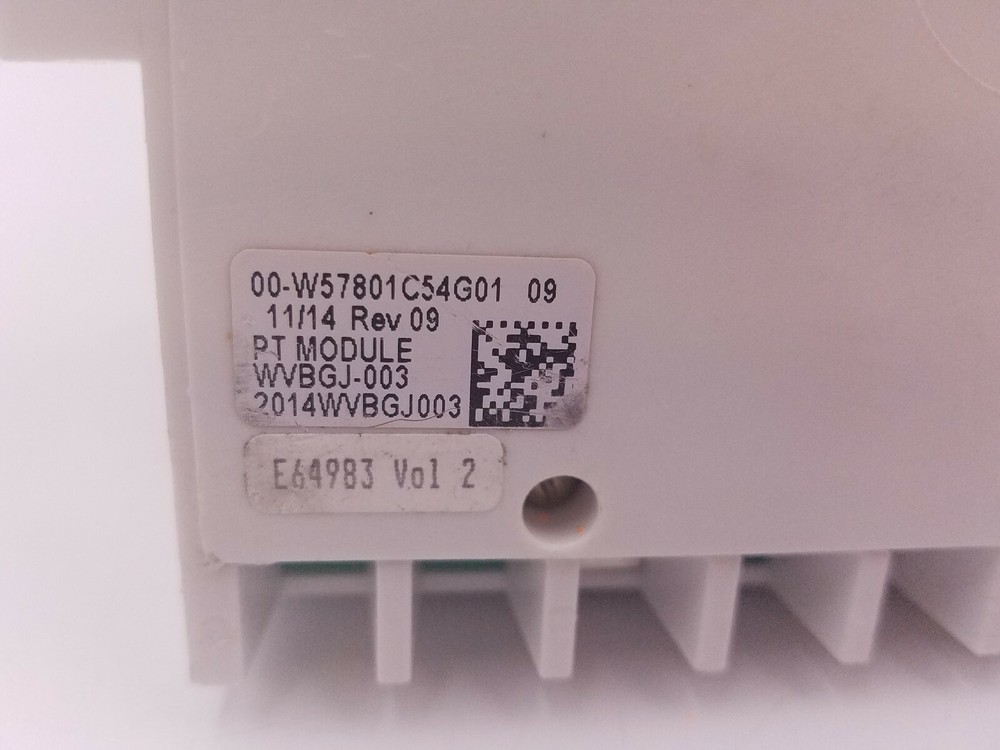 00-W57801C54G01 09
11/14 Rev 09
PT MODULE
WVBGJ-003
2014WVBGJ003
E64983 Vol 2